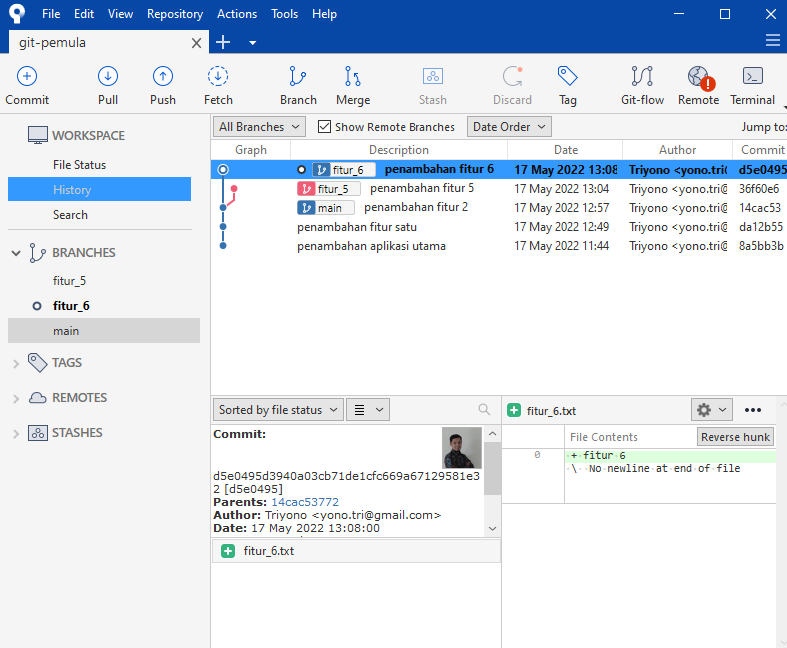 File Edit View Repository Actions Tools Help
git-pemula
Commit Pull Push Fetch Branch Merge Stash Discard Tag Git-flow Remote Terminal
WORKSPACE
File Status
History
Search
BRANCHES
fitur_5
fitur_6
main
TAGS
REMOTES
STASHES
All Branches Show Remote Branches Date Order Jump to:
Graph Description Date Author Commit
fitur_6 penambahan fitur 6 17 May 2022 13:08 Triyono <yono.tri@ d5e0495
fitur_5 penambahan fitur 5 17 May 2022 13:04 Triyono <yono.tri@ 36f60e6
main penambahan fitur 2 17 May 2022 12:57 Triyono <yono.tri@ 14cac53
penambahan fitur satu 17 May 2022 12:49 Triyono <yono.tri@ da12b55
penambahan aplikasi utama 17 May 2022 11:44 Triyono <yono.tri@ 8a5bb3b
Sorted by file status
Commit:
d5e0495d3940a03cb71de1cfc669a67129581e3
2 [d5e0495]
Parents: 14cac53772
Author: Triyono <yono.tri@gmail.com>
Date: 17 May 2022 13:08:00
fitur_6.txt
fitur_6.txt
File Contents Reverse hunk
0 + fitur 6
\ No newline at end of file